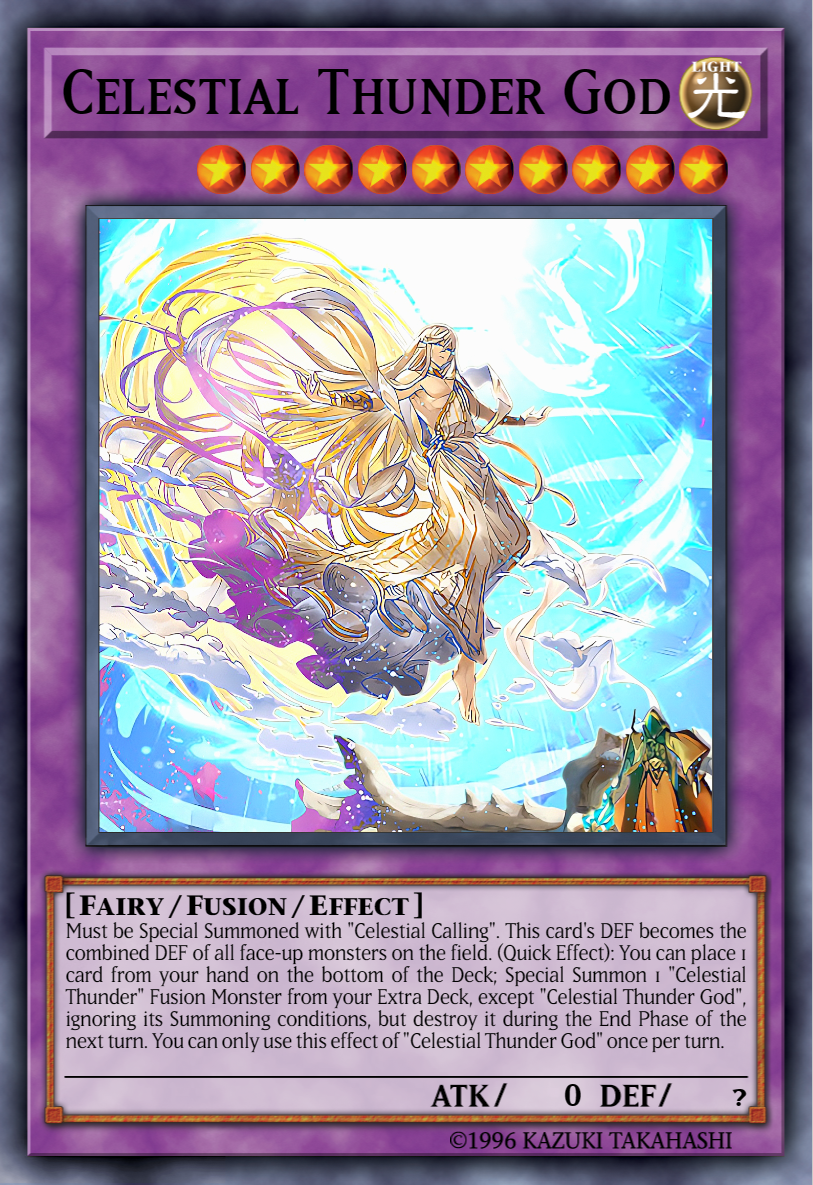 Celestial Thunder God
LIGHT
光
[ Fairy / Fusion / Effect ]
Must be Special Summoned with "Celestial Calling". This card's DEF becomes the
combined DEF of all face-up monsters on the field. (Quick Effect): You can place 1
card from your hand on the bottom of the Deck; Special Summon 1 "Celestial
Thunder" Fusion Monster from your Extra Deck, except "Celestial Thunder God",
ignoring its Summoning conditions, but destroy it during the End Phase of the
next turn. You can only use this effect of "Celestial Thunder God" once per turn.
ATK/ 0 DEF/ ?
©1996 KAZUKI TAKAHASHI